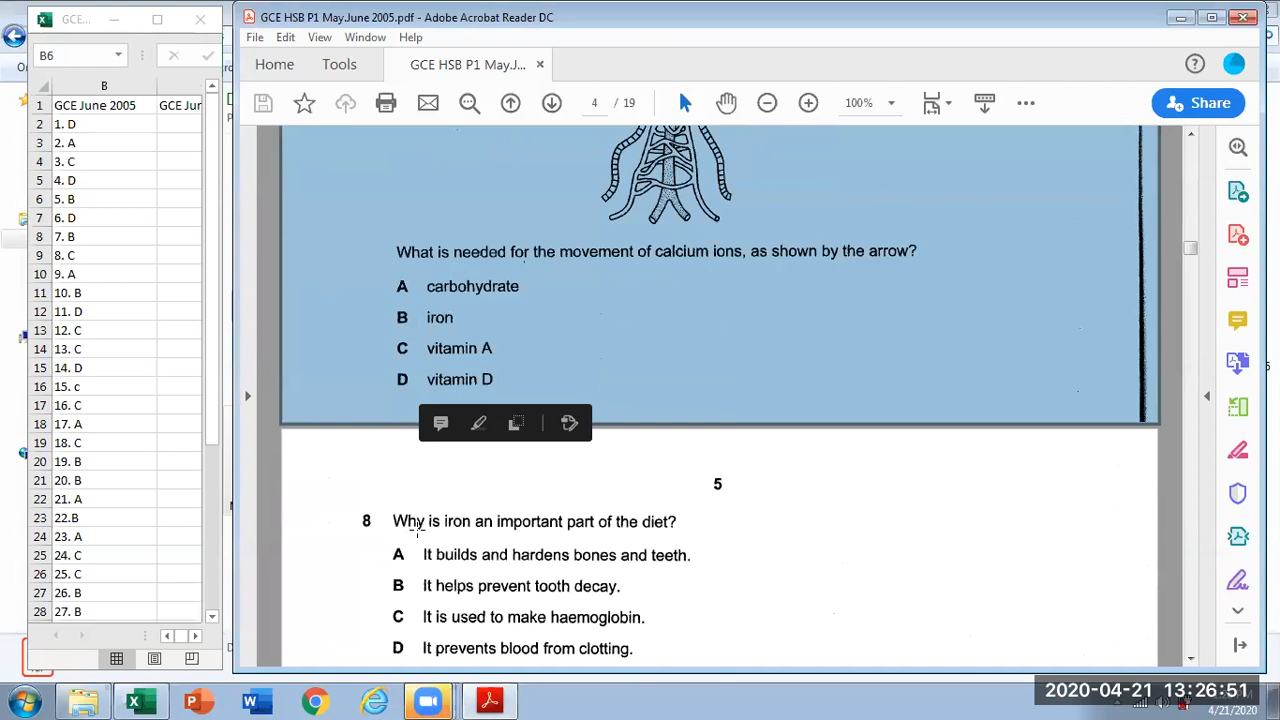 GCE...
GCE HSB P1 May.June 2005.pdf - Adobe Acrobat Reader DC
File Edit View Window Help
B6
Home Tools GCE HSB P1 May.J...
4 / 19 100% Share
B
1 GCE June 2005 GCE Jur
2 1. D
3 2. A
4 3. C
5 4. D
6 5. B
7 6. D
8 7. B
9 8. C
10 9. A
11 10. B
12 11. D
13 12. C
14 13. C
15 14. D
16 15. c
17 16. C
18 17. A
19 18. C
20 19. B
21 20. B
22 21. A
23 22.B
24 23. A
25 24. C
26 25. C
27 26. B
28 27. B
What is needed for the movement of calcium ions, as shown by the arrow?
A carbohydrate
B iron
C vitamin A
D vitamin D
5
8 Why is iron an important part of the diet?
A It builds and hardens bones and teeth.
B It helps prevent tooth decay.
C It is used to make haemoglobin.
D It prevents blood from clotting.
2020-04-21 13:26:51
4/21/2020